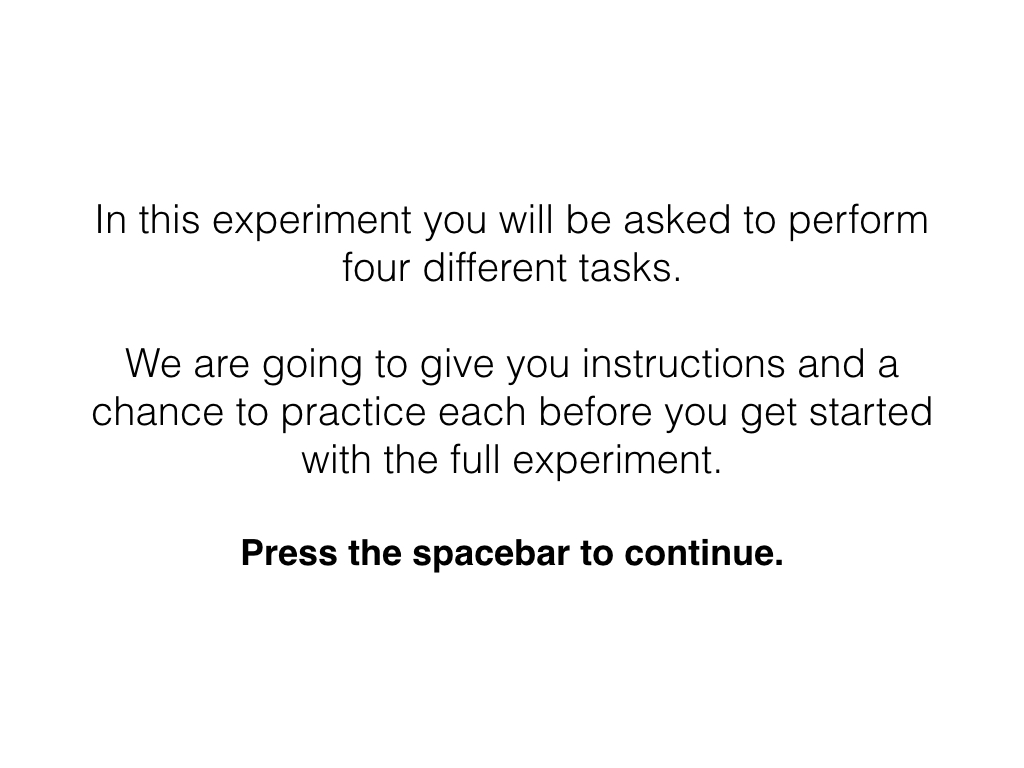 In this experiment you will be asked to perform
four different tasks.
We are going to give you instructions and a
chance to practice each before you get started
with the full experiment.
Press the spacebar to continue.